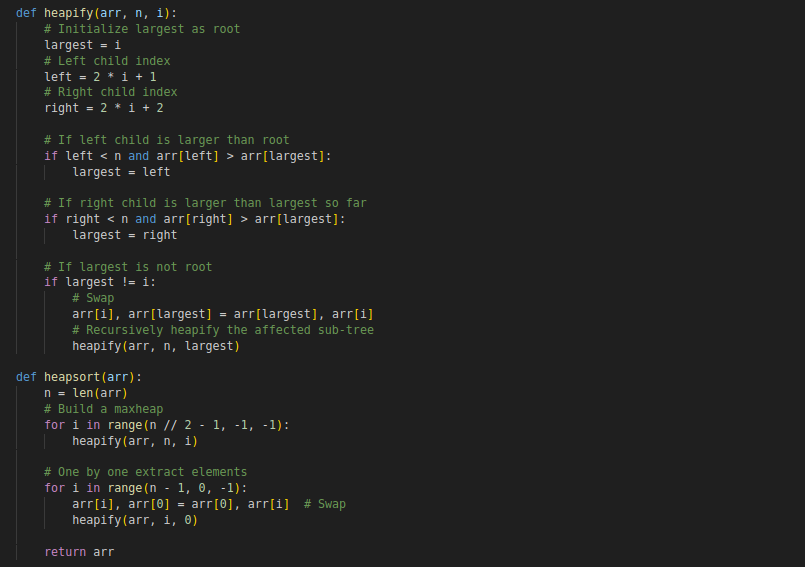 def heapify(arr, n, i):
    # Initialize largest as root
    largest = i
    # Left child index
    left = 2 * i + 1
    # Right child index
    right = 2 * i + 2

    # If left child is larger than root
    if left < n and arr[left] > arr[largest]:
        largest = left

    # If right child is larger than largest so far
    if right < n and arr[right] > arr[largest]:
        largest = right

    # If largest is not root
    if largest != i:
        # Swap
        arr[i], arr[largest] = arr[largest], arr[i]
        # Recursively heapify the affected sub-tree
        heapify(arr, n, largest)

def heapsort(arr):
    n = len(arr)
    # Build a maxheap
    for i in range(n // 2 - 1, -1, -1):
        heapify(arr, n, i)

    # One by one extract elements
    for i in range(n - 1, 0, -1):
        arr[i], arr[0] = arr[0], arr[i]  # Swap
        heapify(arr, i, 0)

    return arr